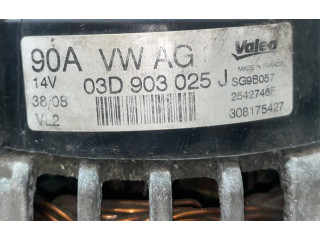 90A VW AG
14V
38/08
VL2
03D 903 025 J
Valeo
MADE IN FRANCE
SG9B057
2542746F
308175427